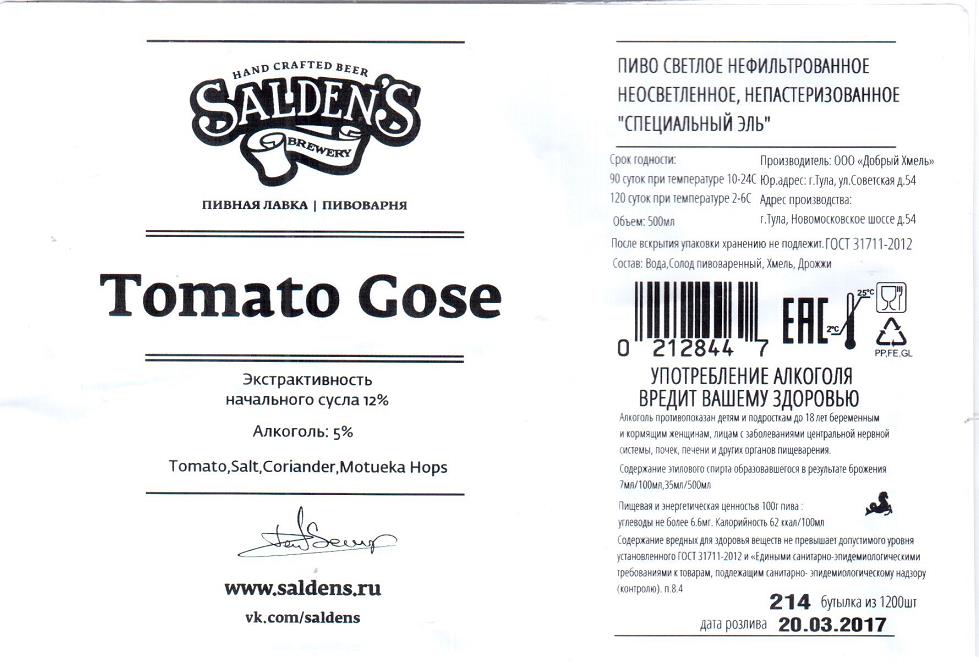 HAND CRAFTED BEER
SALDEN'S
BREWERY
ПИВНАЯ ЛАВКА | ПИВОВАРНЯ
Tomato Gose
Экстрактивность
начального сусла 12%
Алкоголь: 5%
Tomato,Salt,Coriander,Motueka Hops
www.saldens.ru
vk.com/saldens
ПИВО СВЕТЛОЕ НЕФИЛЬТРОВАННОЕ
НЕОСВЕТЛЕННОЕ, НЕПАСТЕРИЗОВАННОЕ
"СПЕЦИАЛЬНЫЙ ЭЛЬ"
Срок годности:
90 суток при температуре 10-24С
120 суток при температуре 2-6С
Объем: 500мл
Производитель: ООО «Добрый Хмель»
Юр.адрес: г.Тула, ул.Советская д.54
Адрес производства:
г.Тула, Новомосковское шоссе д.54
После вскрытия упаковки хранению не подлежит. ГОСТ 31711-2012
Состав: Вода,Солод пивоваренный, Хмель, Дрожжи
0 212844 7
EAC
25°C
2°C
PP,FE,GL
УПОТРЕБЛЕНИЕ АЛКОГОЛЯ
ВРЕДИТ ВАШЕМУ ЗДОРОВЬЮ
Алкоголь противопоказан детям и подросткам до 18 лет беременным
и кормящим женщинам, лицам с заболеваниями центральной нервной
системы, почек, печени и других органов пищеварения.
Содержание этилового спирта образовавшегося в результате брожения
7мл/100мл,35мл/500мл
Пищевая и энергетическая ценностьв 100г пива :
углеводы не более 6.6мг. Калорийность 62 ккал/100мл
Содержание вредных для здоровья веществ не превышает допустимого уровня
установленного ГОСТ 31711-2012 и «Едиными санитарно-эпидемиологическими
требованиями к товарам, подлежащим санитарно- эпидемиологическому надзору
(контролю). п.8.4
214 бутылка из 1200шт
дата розлива 20.03.2017